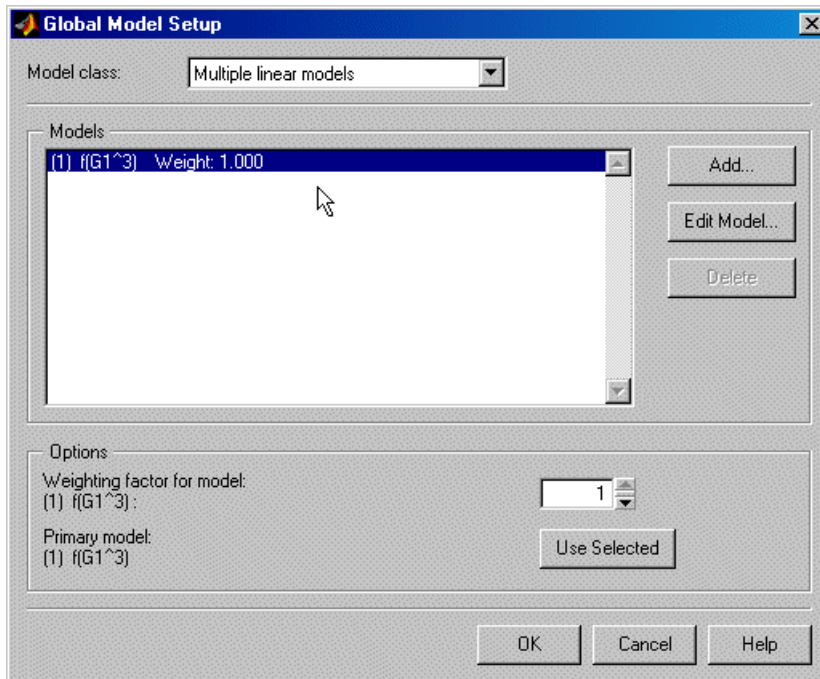 Global Model Setup
Model class: Multiple linear models
Models
(1) f(G1^3) Weight: 1.000
Add...
Edit Model...
Delete
Options
Weighting factor for model:
(1) f(G1^3) :
1
Primary model:
(1) f(G1^3)
Use Selected
OK Cancel Help